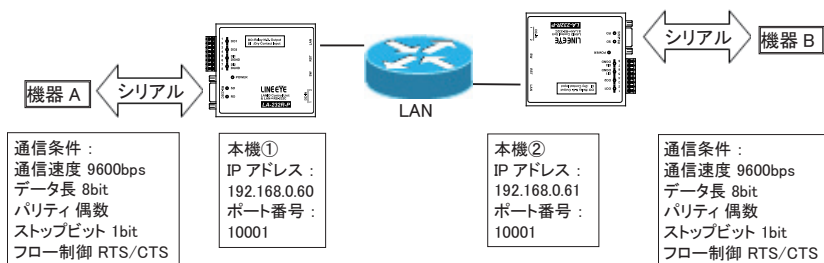 機器 A
シリアル
LINEEYE
LA-232R-P
POWER
LAN
POWER
LINEEYE
LA-232R-P
シリアル
機器 B
通信条件：
通信速度 9600bps
データ長 8bit
パリティ 偶数
ストップビット 1bit
フロー制御 RTS/CTS
本機①
IP アドレス：
192.168.0.60
ポート番号：
10001
本機②
IP アドレス：
192.168.0.61
ポート番号：
10001
通信条件：
通信速度 9600bps
データ長 8bit
パリティ 偶数
ストップビット 1bit
フロー制御 RTS/CTS